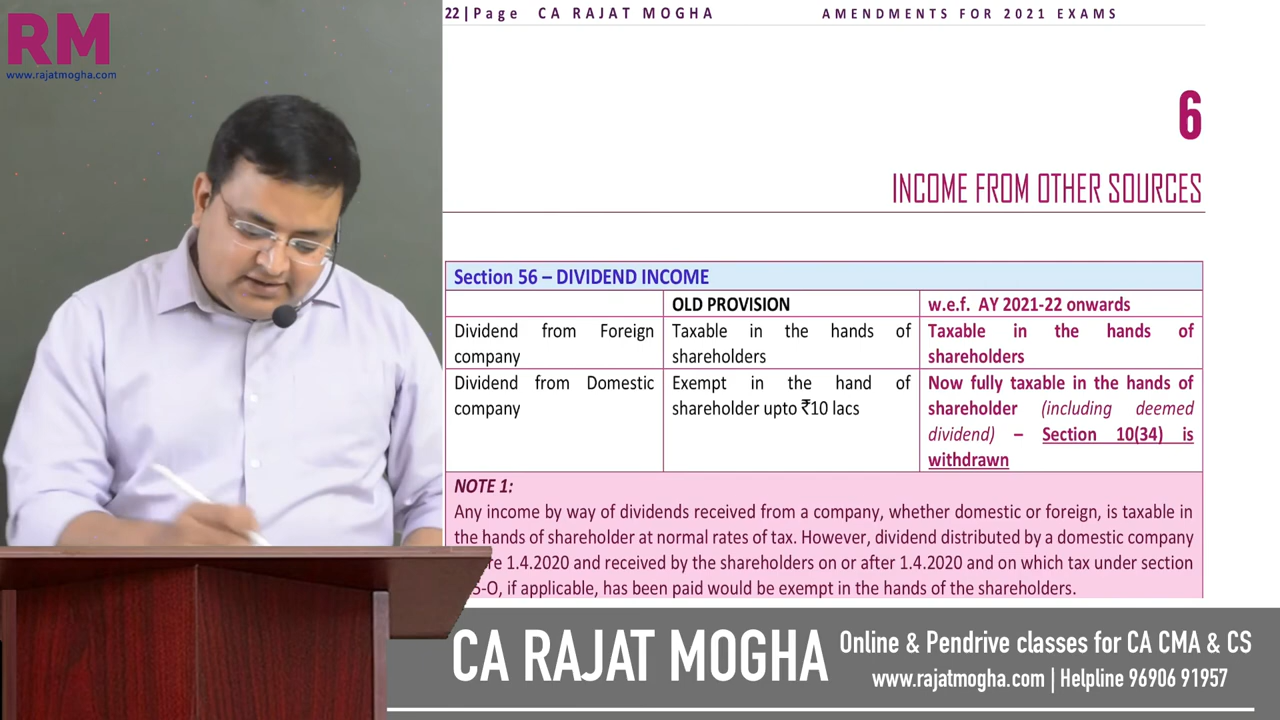 RM
www.rajatmogha.com
22|Page CA RAJAT MOGHA AMENDMENTS FOR 2021 EXAMS
6
INCOME FROM OTHER SOURCES
Section 56 – DIVIDEND INCOME
OLD PROVISION
w.e.f. AY 2021-22 onwards
Dividend from Foreign
company
Taxable in the hands of
shareholders
Taxable in the hands of
shareholders
Dividend from Domestic
company
Exempt in the hand of
shareholder upto ₹10 lacs
Now fully taxable in the hands of
shareholder (including deemed
dividend) – Section 10(34) is
withdrawn
NOTE 1:
Any income by way of dividends received from a company, whether domestic or foreign, is taxable in
the hands of shareholder at normal rates of tax. However, dividend distributed by a domestic company
1.4.2020 and received by the shareholders on or after 1.4.2020 and on which tax under section
if applicable, has been paid would be exempt in the hands of the shareholders.
CA RAJAT MOGHA
Online & Pendrive classes for CA CMA & CS
www.rajatmogha.com | Helpline 96906 91957